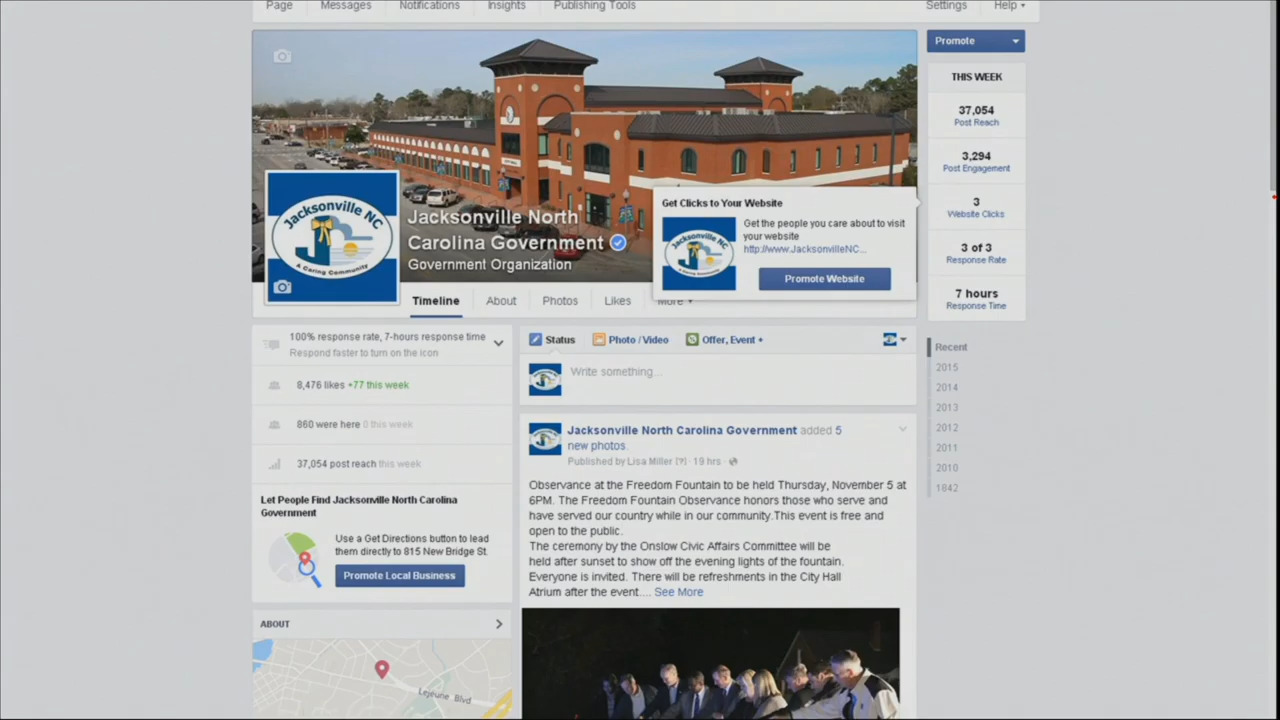 Page Messages Notifications Insights Publishing Tools Settings Help
Promote
THIS WEEK
37,054
Post Reach
3,294
Post Engagement
3
Website Clicks
3 of 3
Response Rate
7 hours
Response Time
Jacksonville NC
A Caring Community
Jacksonville North
Carolina Government
Government Organization
Get Clicks to Your Website
Jacksonville NC
A Caring Community
Get the people you care about to visit
your website
http://www.JacksonvilleNC...
Promote Website
Timeline About Photos Likes More
100% response rate, 7-hours response time
Respond faster to turn on the icon
8,476 likes +77 this week
860 were here 0 this week
37,054 post reach this week
Let People Find Jacksonville North Carolina
Government
Use a Get Directions button to lead
them directly to 815 New Bridge St.
Promote Local Business
ABOUT
Lejeune Blvd
Status Photo / Video Offer, Event +
Write something...
Jacksonville North Carolina Government added 5
new photos.
Published by Lisa Miller [?] · 19 hrs ·
Observance at the Freedom Fountain to be held Thursday, November 5 at
6PM. The Freedom Fountain Observance honors those who serve and
have served our country while in our community.This event is free and
open to the public.
The ceremony by the Onslow Civic Affairs Committee will be
held after sunset to show off the evening lights of the fountain.
Everyone is invited. There will be refreshments in the City Hall
Atrium after the event.... See More
Recent
2015
2014
2013
2012
2011
2010
1842